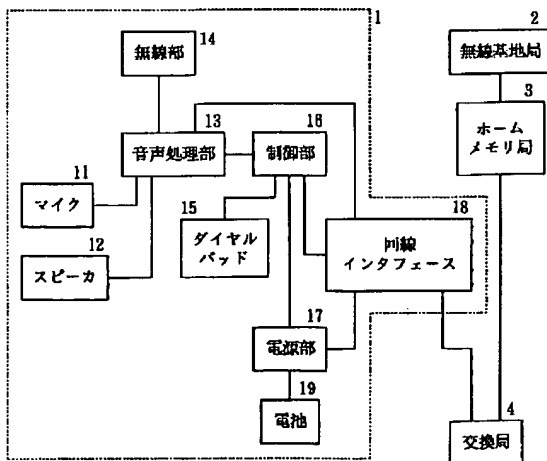 1
2
無線基地局
14
無線部
3
ホーム
メモリ局
13
音声処理部
16
制御部
11
マイク
15
ダイヤル
パッド
18
回線
インタフェース
12
スピーカ
17
電源部
19
電池
4
交換局